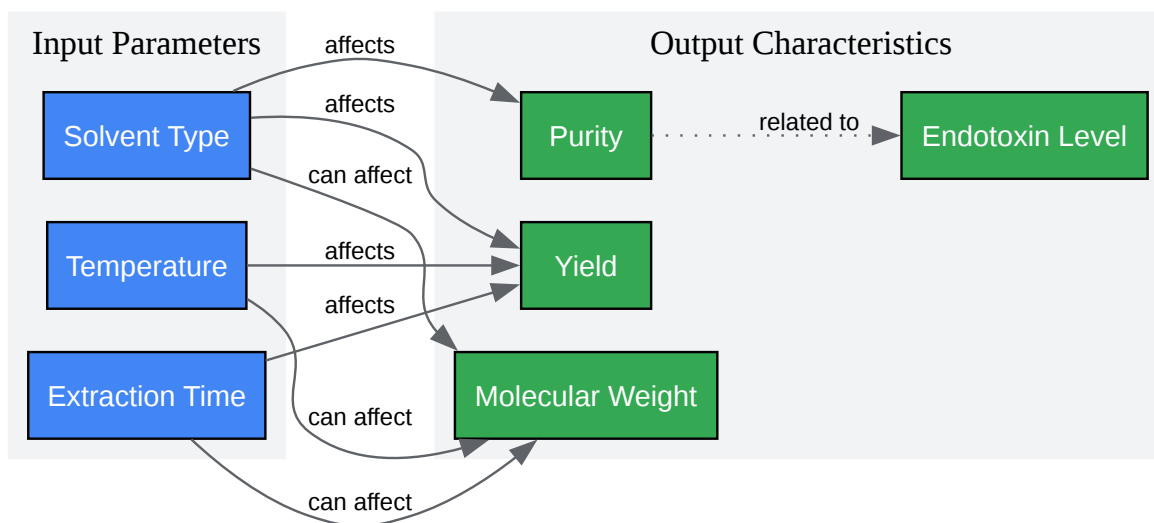 Input Parameters
Output Characteristics
affects
Solvent Type
affects
Purity
related to
Endotoxin Level
can affect
Temperature
affects
Yield
affects
Extraction Time
Molecular Weight
can affect
can affect